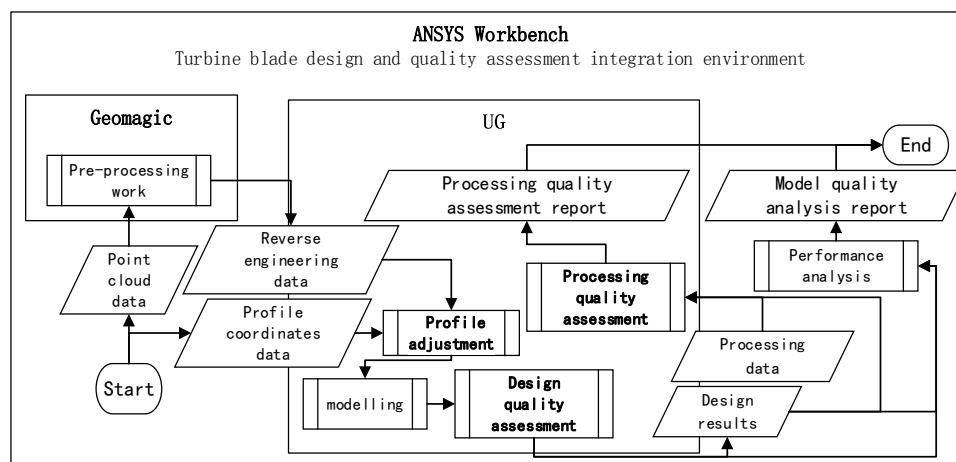 ANSYS Workbench
Turbine blade design and quality assessment integration environment
Geomagic
UG
End
Pre-processing
work
Processing quality
assessment report
Model quality
analysis report
Point
cloud
data
Reverse
engineering
data
Processing
quality
assessment
Performance
analysis
Profile
coordinates
data
Profile
adjustment
Processing
data
Start
modelling
Design
quality
assessment
Design
results